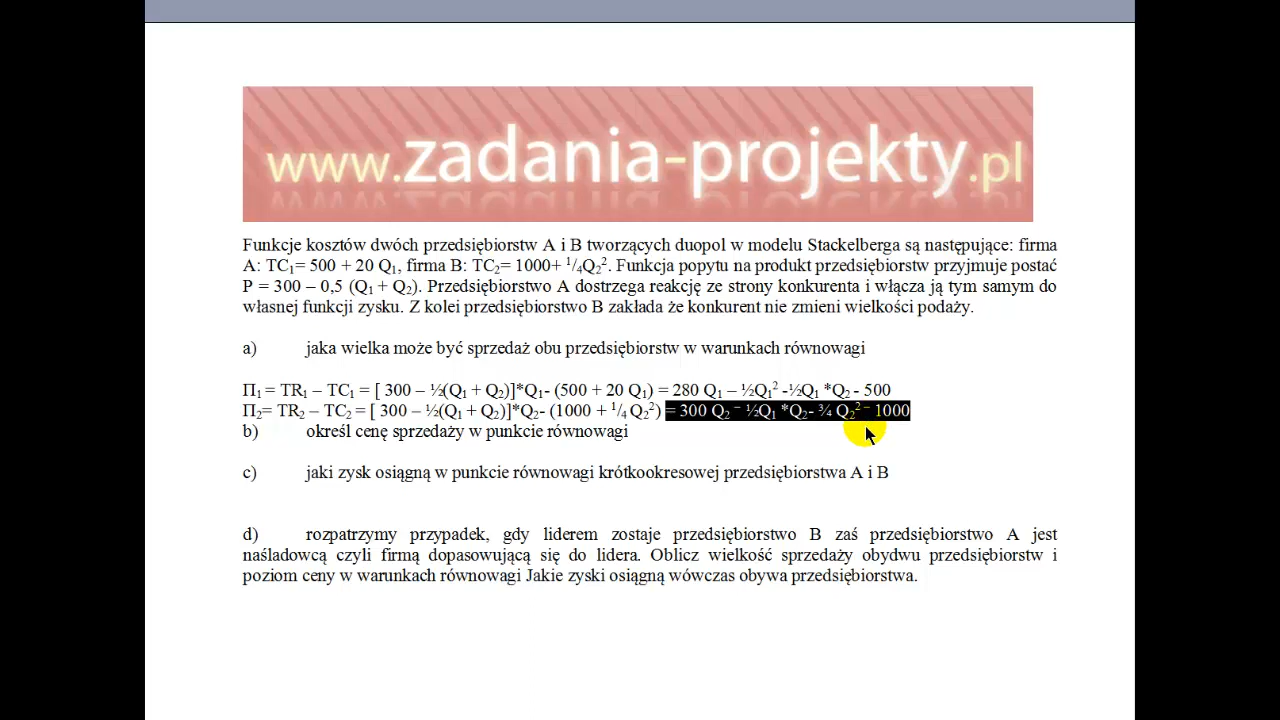 www.zadania-projekty.pl
Funkcje kosztów dwóch przedsiębiorstw A i B tworzących duopol w modelu Stackelberga są następujące: firma
A: TC₁= 500 + 20 Q₁, firma B: TC₂= 1000+ ¹/₄Q₂². Funkcja popytu na produkt przedsiębiorstw przyjmuje postać
P = 300 – 0,5 (Q₁ + Q₂). Przedsiębiorstwo A dostrzega reakcję ze strony konkurenta i włącza ją tym samym do
własnej funkcji zysku. Z kolei przedsiębiorstwo B zakłada że konkurent nie zmieni wielkości podaży.
a) jaka wielka może być sprzedaż obu przedsiębiorstw w warunkach równowagi
Π₁ = TR₁ – TC₁ = [ 300 – ½(Q₁ + Q₂)]*Q₁- (500 + 20 Q₁) = 280 Q₁ – ½Q₁² -½Q₁ *Q₂ - 500
Π₂= TR₂ – TC₂ = [ 300 – ½(Q₁ + Q₂)]*Q₂- (1000 + ¹/₄ Q₂²) = 300 Q₂ – ½Q₁ *Q₂- ¾ Q₂² – 1000
b) określ cenę sprzedaży w punkcie równowagi
c) jaki zysk osiągną w punkcie równowagi krótkookresowej przedsiębiorstwa A i B
d) rozpatrzymy przypadek, gdy liderem zostaje przedsiębiorstwo B zaś przedsiębiorstwo A jest
naśladowcą czyli firmą dopasowującą się do lidera. Oblicz wielkość sprzedaży obydwu przedsiębiorstw i
poziom ceny w warunkach równowagi Jakie zyski osiągną wówczas obywa przedsiębiorstwa.